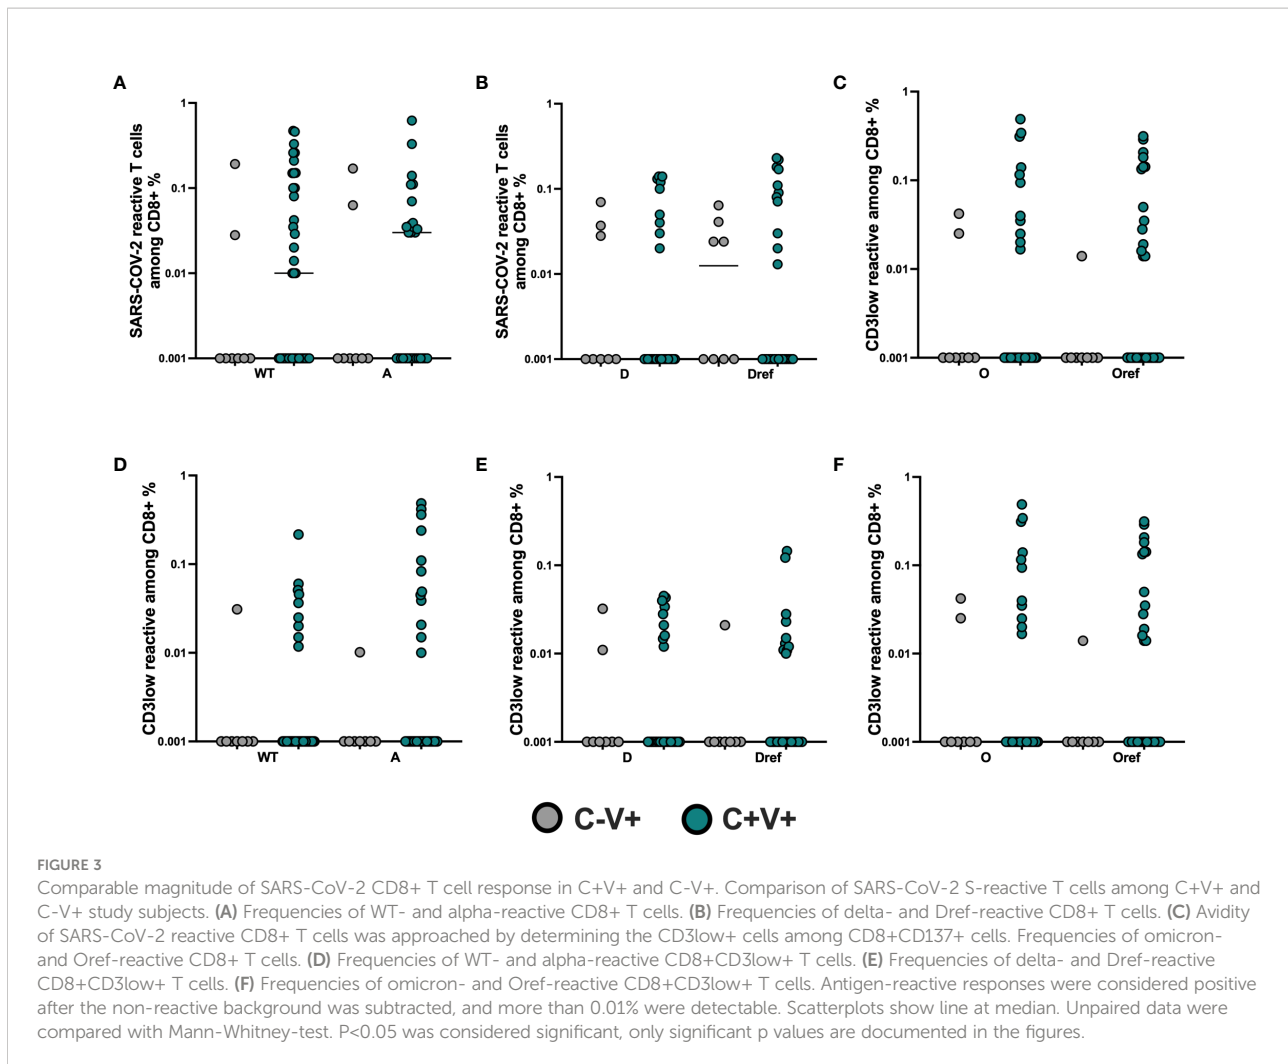 A
SARS-COV-2 reactive T cells
among CD8+ %
1
0.1
0.01
0.001
WT
A
B
SARS-COV-2 reactive T cells
among CD8+ %
1
0.1
0.01
0.001
D
Dref
C
CD3low reactive among CD8+ %
1
0.1
0.01
0.001
O
Oref
D
CD3low reactive among CD8+ %
1
0.1
0.01
0.001
WT
A
E
CD3low reactive among CD8+ %
1
0.1
0.01
0.001
D
Dref
F
CD3low reactive among CD8+ %
1
0.1
0.01
0.001
O
Oref
C-V+ C+V+
FIGURE 3
Comparable magnitude of SARS-CoV-2 CD8+ T cell response in C+V+ and C-V+. Comparison of SARS-CoV-2 S-reactive T cells among C+V+ and
C-V+ study subjects. (A) Frequencies of WT- and alpha-reactive CD8+ T cells. (B) Frequencies of delta- and Dref-reactive CD8+ T cells. (C) Avidity
of SARS-CoV-2 reactive CD8+ T cells was approached by determining the CD3low+ cells among CD8+CD137+ cells. Frequencies of omicron-
and Oref-reactive CD8+ T cells. (D) Frequencies of WT- and alpha-reactive CD8+CD3low+ T cells. (E) Frequencies of delta- and Dref-reactive
CD8+CD3low+ T cells. (F) Frequencies of omicron- and Oref-reactive CD8+CD3low+ T cells. Antigen-reactive responses were considered positive
after the non-reactive background was subtracted, and more than 0.01% were detectable. Scatterplots show line at median. Unpaired data were
compared with Mann-Whitney-test. P<0.05 was considered significant, only significant p values are documented in the figures.